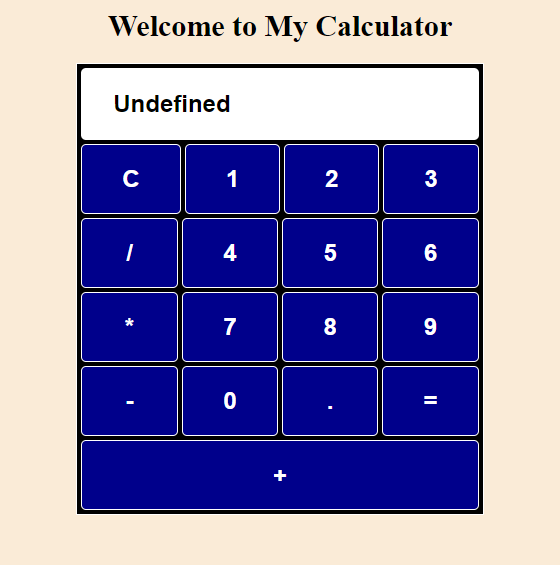 Welcome to My Calculator
Undefined
C 1 2 3
/ 4 5 6
* 7 8 9
- 0 . =
+